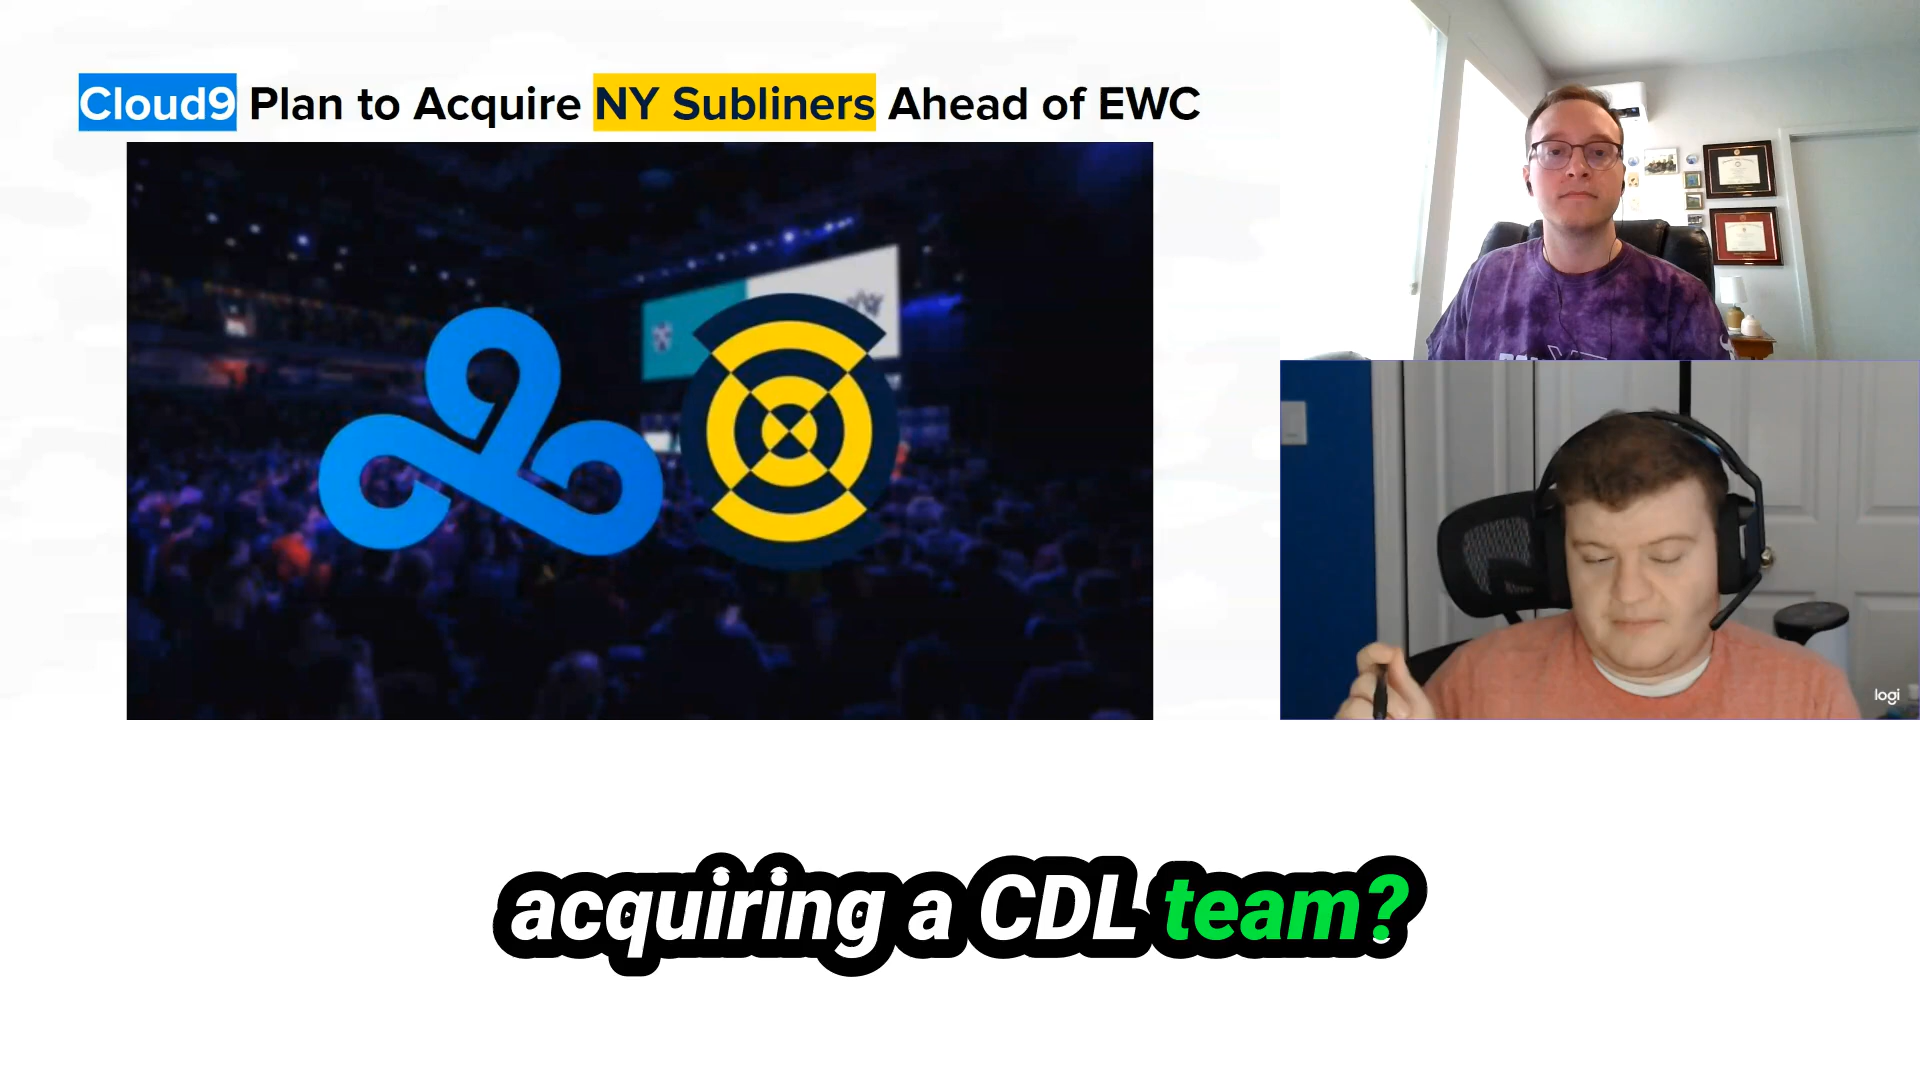 Cloud9 Plan to Acquire NY Subliners Ahead of EWC
logi
acquiring a CDL team?